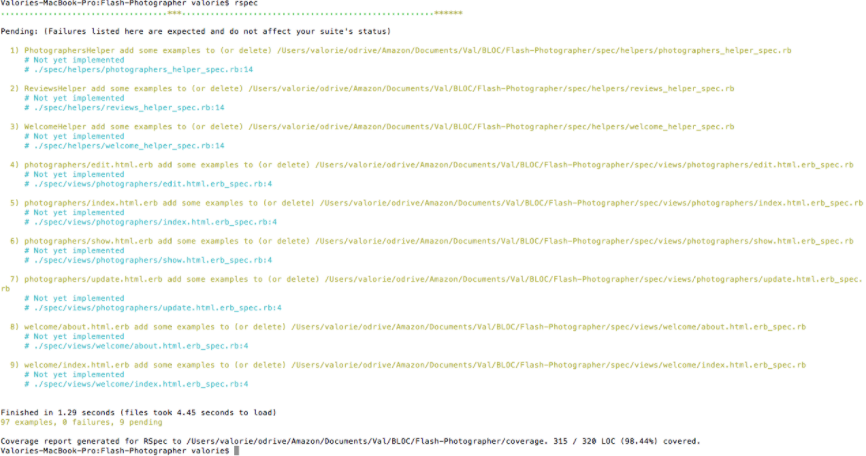 Valories-MacBook-Pro:Flash-Photographer valorie$ rspec
..................................***...................................................******
Pending: (Failures listed here are expected and do not affect your suite's status)
1) PhotographersHelper add some examples to (or delete) /Users/valorie/odrive/Amazon/Documents/Val/BLOC/Flash-Photographer/spec/helpers/photographers_helper_spec.rb
# Not yet implemented
# ./spec/helpers/photographers_helper_spec.rb:14
2) ReviewsHelper add some examples to (or delete) /Users/valorie/odrive/Amazon/Documents/Val/BLOC/Flash-Photographer/spec/helpers/reviews_helper_spec.rb
# Not yet implemented
# ./spec/helpers/reviews_helper_spec.rb:14
3) WelcomeHelper add some examples to (or delete) /Users/valorie/odrive/Amazon/Documents/Val/BLOC/Flash-Photographer/spec/helpers/welcome_helper_spec.rb
# Not yet implemented
# ./spec/helpers/welcome_helper_spec.rb:14
4) photographers/edit.html.erb add some examples to (or delete) /Users/valorie/odrive/Amazon/Documents/Val/BLOC/Flash-Photographer/spec/views/photographers/edit.html.erb_spec.rb
# Not yet implemented
# ./spec/views/photographers/edit.html.erb_spec.rb:4
5) photographers/index.html.erb add some examples to (or delete) /Users/valorie/odrive/Amazon/Documents/Val/BLOC/Flash-Photographer/spec/views/photographers/index.html.erb_spec.rb
# Not yet implemented
# ./spec/views/photographers/index.html.erb_spec.rb:4
6) photographers/show.html.erb add some examples to (or delete) /Users/valorie/odrive/Amazon/Documents/Val/BLOC/Flash-Photographer/spec/views/photographers/show.html.erb_spec.rb
# Not yet implemented
# ./spec/views/photographers/show.html.erb_spec.rb:4
7) photographers/update.html.erb add some examples to (or delete) /Users/valorie/odrive/Amazon/Documents/Val/BLOC/Flash-Photographer/spec/views/photographers/update.html.erb_spec.
rb
# Not yet implemented
# ./spec/views/photographers/update.html.erb_spec.rb:4
8) welcome/about.html.erb add some examples to (or delete) /Users/valorie/odrive/Amazon/Documents/Val/BLOC/Flash-Photographer/spec/views/welcome/about.html.erb_spec.rb
# Not yet implemented
# ./spec/views/welcome/about.html.erb_spec.rb:4
9) welcome/index.html.erb add some examples to (or delete) /Users/valorie/odrive/Amazon/Documents/Val/BLOC/Flash-Photographer/spec/views/welcome/index.html.erb_spec.rb
# Not yet implemented
# ./spec/views/welcome/index.html.erb_spec.rb:4
Finished in 1.29 seconds (files took 4.45 seconds to load)
97 examples, 0 failures, 9 pending
Coverage report generated for RSpec to /Users/valorie/odrive/Amazon/Documents/Val/BLOC/Flash-Photographer/coverage. 315 / 320 LOC (98.44%) covered.
Valories-MacBook-Pro:Flash-Photographer valorie$